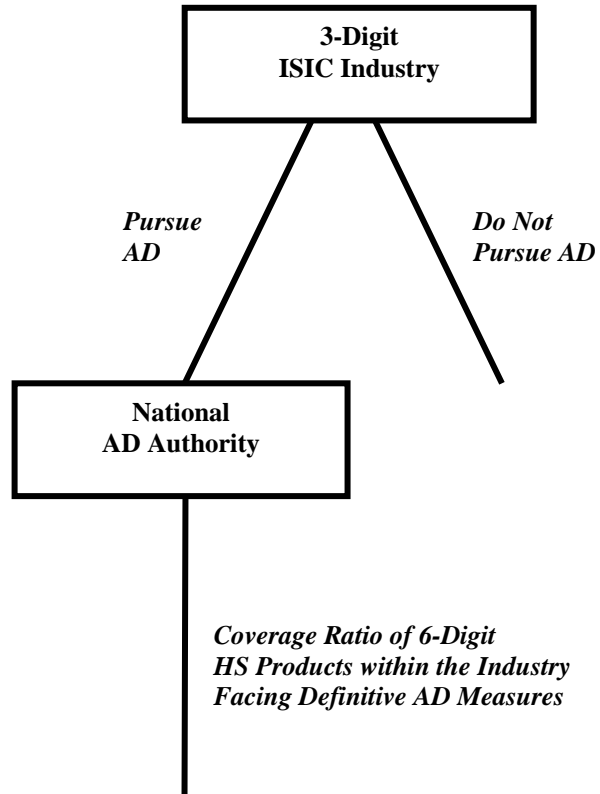 3-Digit
ISIC Industry
Pursue
AD
Do Not
Pursue AD
National
AD Authority
Coverage Ratio of 6-Digit
HS Products within the Industry
Facing Definitive AD Measures